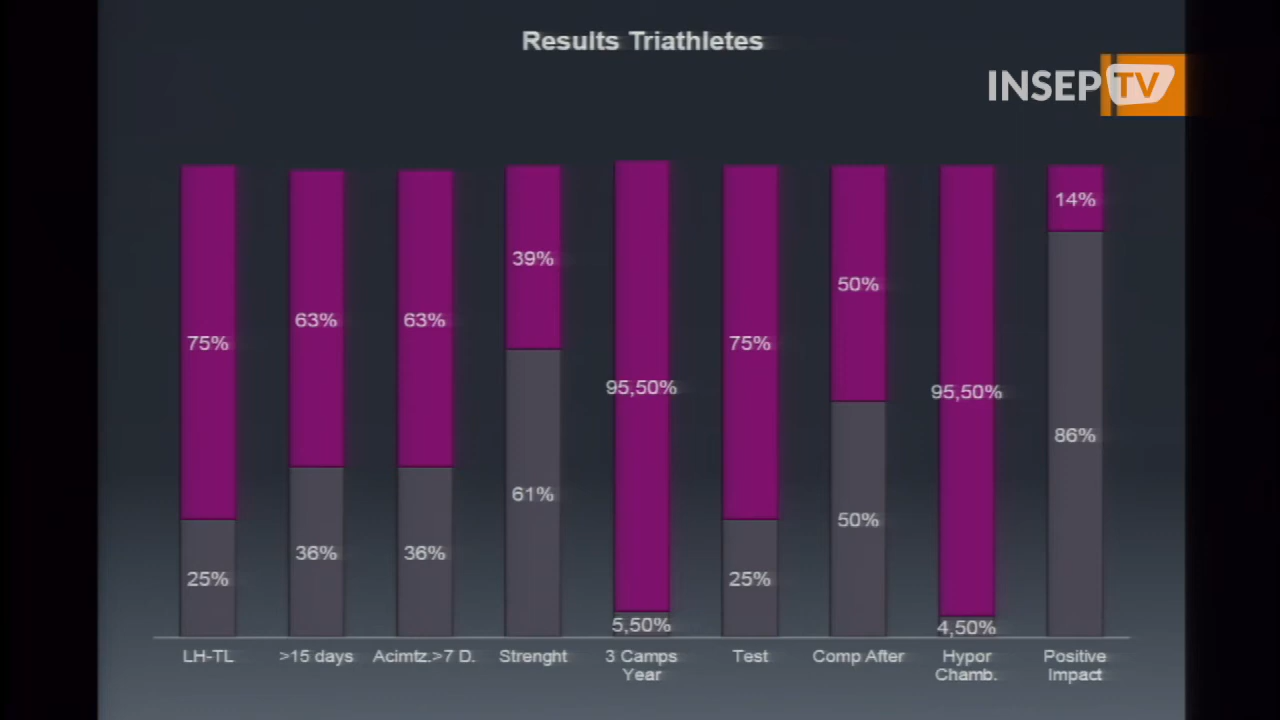 Results Triathletes
INSEP TV
75%
63%
63%
39%
95,50%
75%
50%
95,50%
14%
25%
36%
36%
61%
5,50%
25%
50%
4,50%
86%
LH-TL
>15 days
Acimtz.>7 D.
Strenght
3 Camps
Year
Test
Comp After
Hypor
Chamb.
Positive
Impact